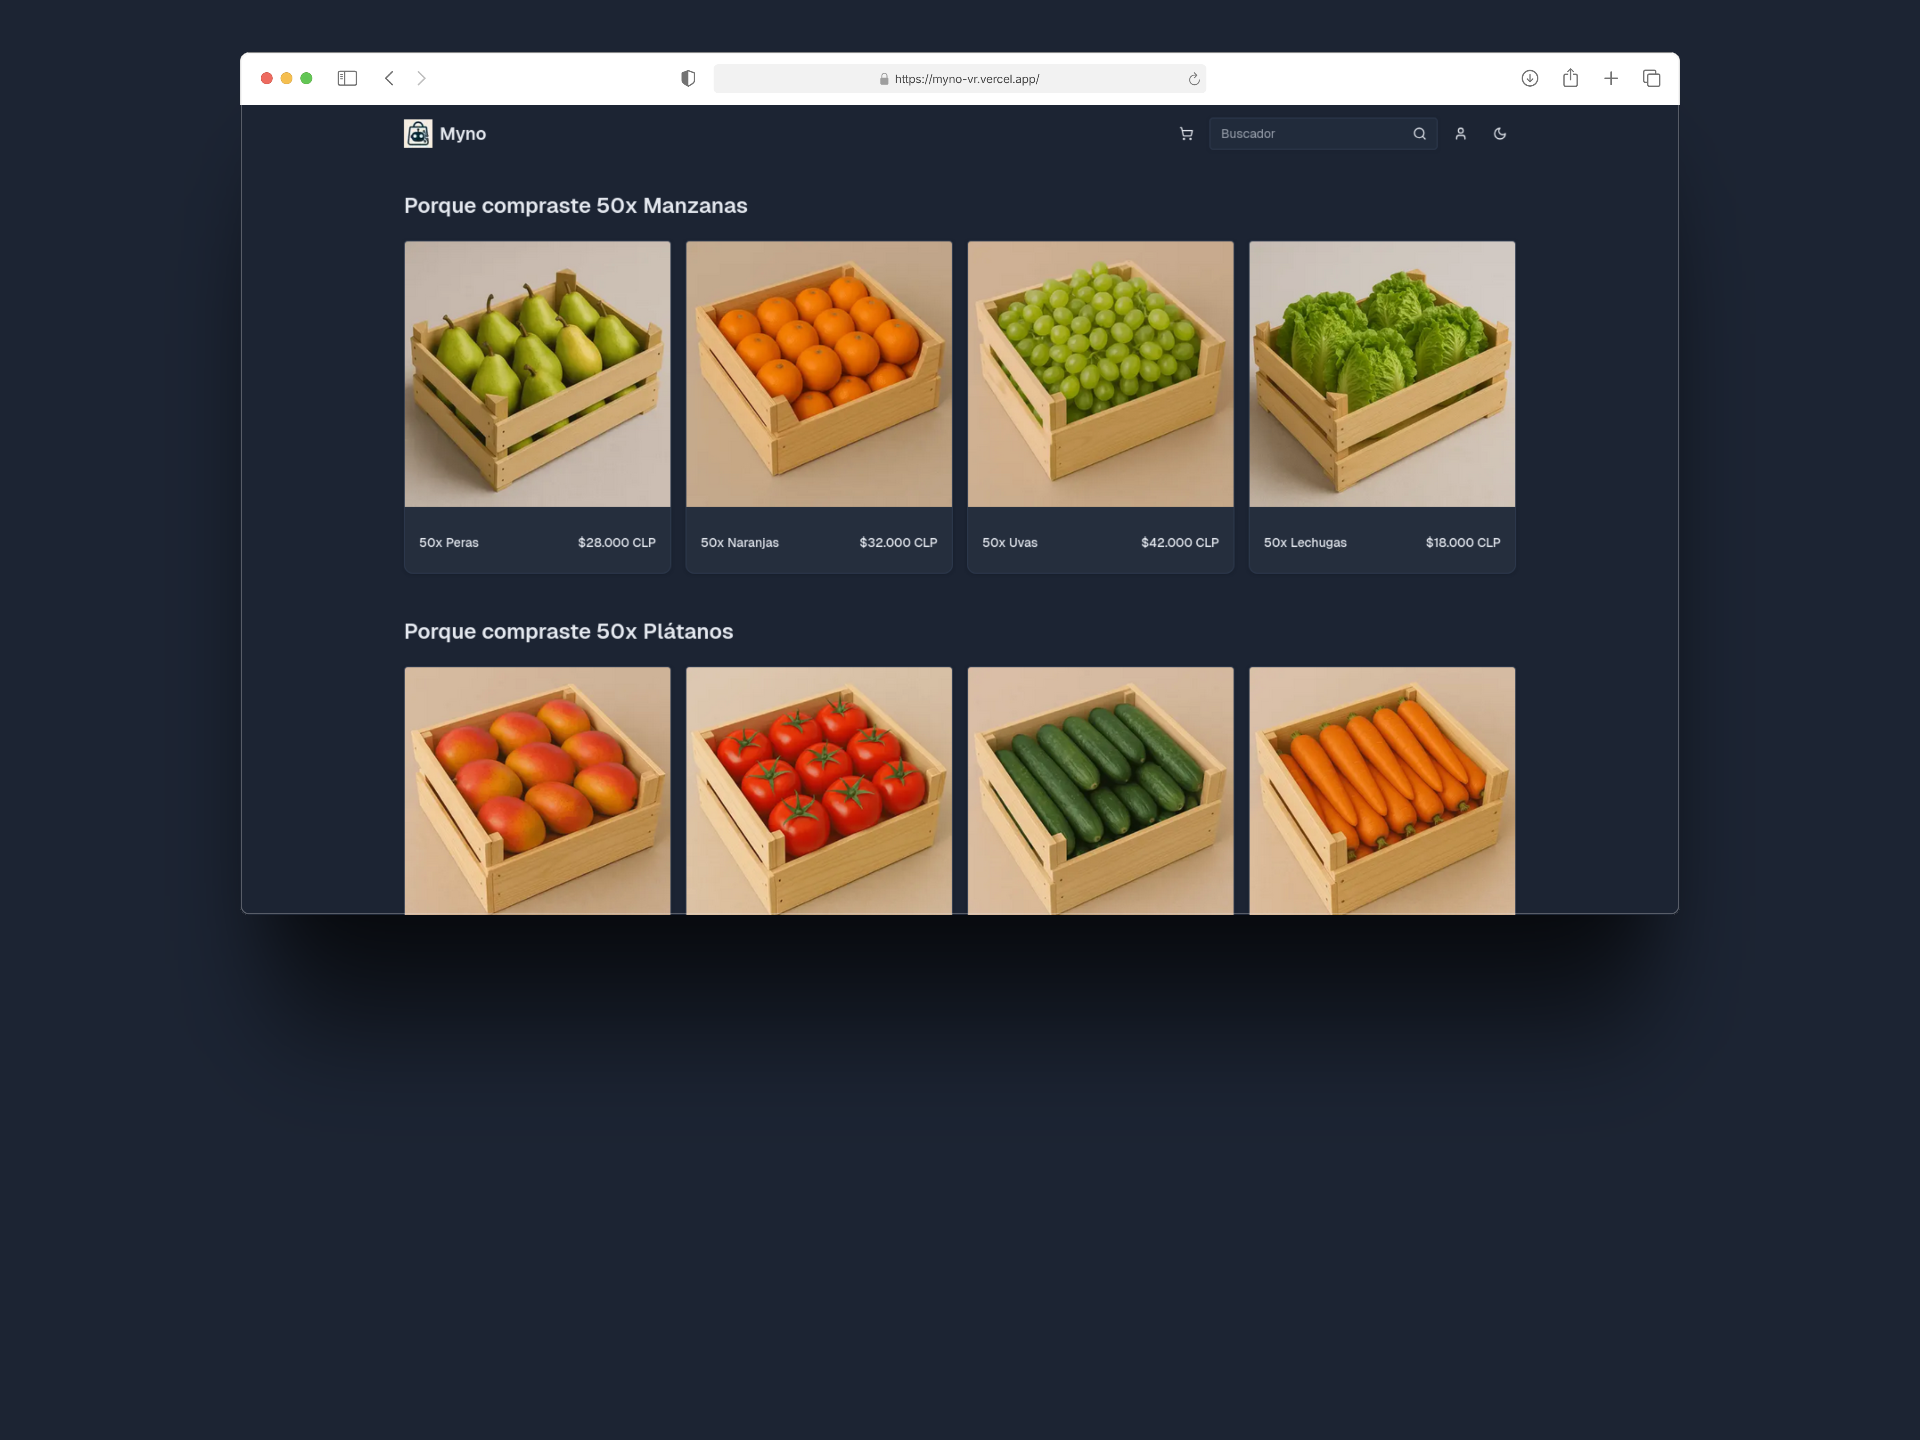 https://myno-vr.vercel.app/
Myno
Buscador
Porque compraste 50x Manzanas
50x Peras $28.000 CLP
50x Naranjas $32.000 CLP
50x Uvas $42.000 CLP
50x Lechugas $18.000 CLP
Porque compraste 50x Plátanos